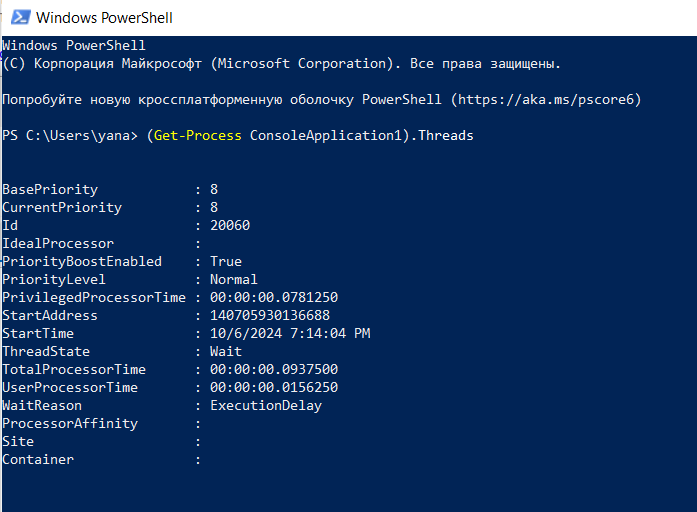 Windows PowerShell
Windows PowerShell
(C) Корпорация Майкрософт (Microsoft Corporation). Все права защищены.
Попробуйте новую кроссплатформенную оболочку PowerShell (https://aka.ms/pscore6)
PS C:\Users\yana> (Get-Process ConsoleApplication1).Threads
BasePriority            : 8
CurrentPriority         : 8
Id                      : 20060
IdealProcessor          :
PriorityBoostEnabled    : True
PriorityLevel           : Normal
PrivilegedProcessorTime : 00:00:00.0781250
StartAddress            : 140705930136688
StartTime               : 10/6/2024 7:14:04 PM
ThreadState             : Wait
TotalProcessorTime      : 00:00:00.0937500
UserProcessorTime       : 00:00:00.0156250
WaitReason              : ExecutionDelay
ProcessorAffinity       :
Site                    :
Container               :